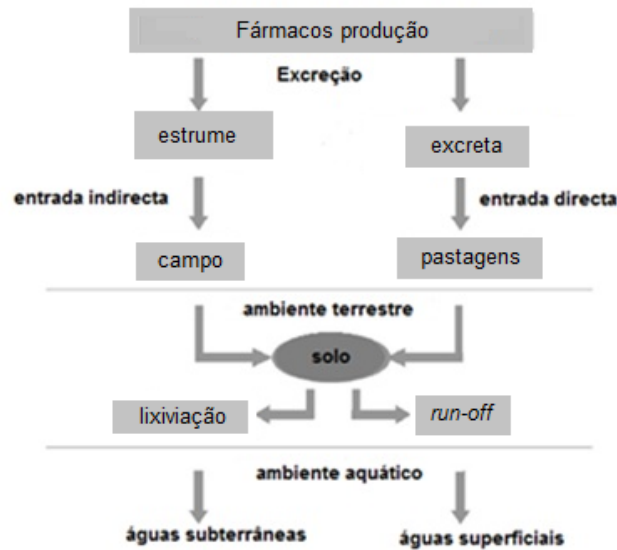 Fármacos produção
Excreção
estrume
excreta
entrada indirecta
entrada directa
campo
pastagens
ambiente terrestre
solo
lixiviação
run-off
ambiente aquático
águas subterrâneas
águas superficiais